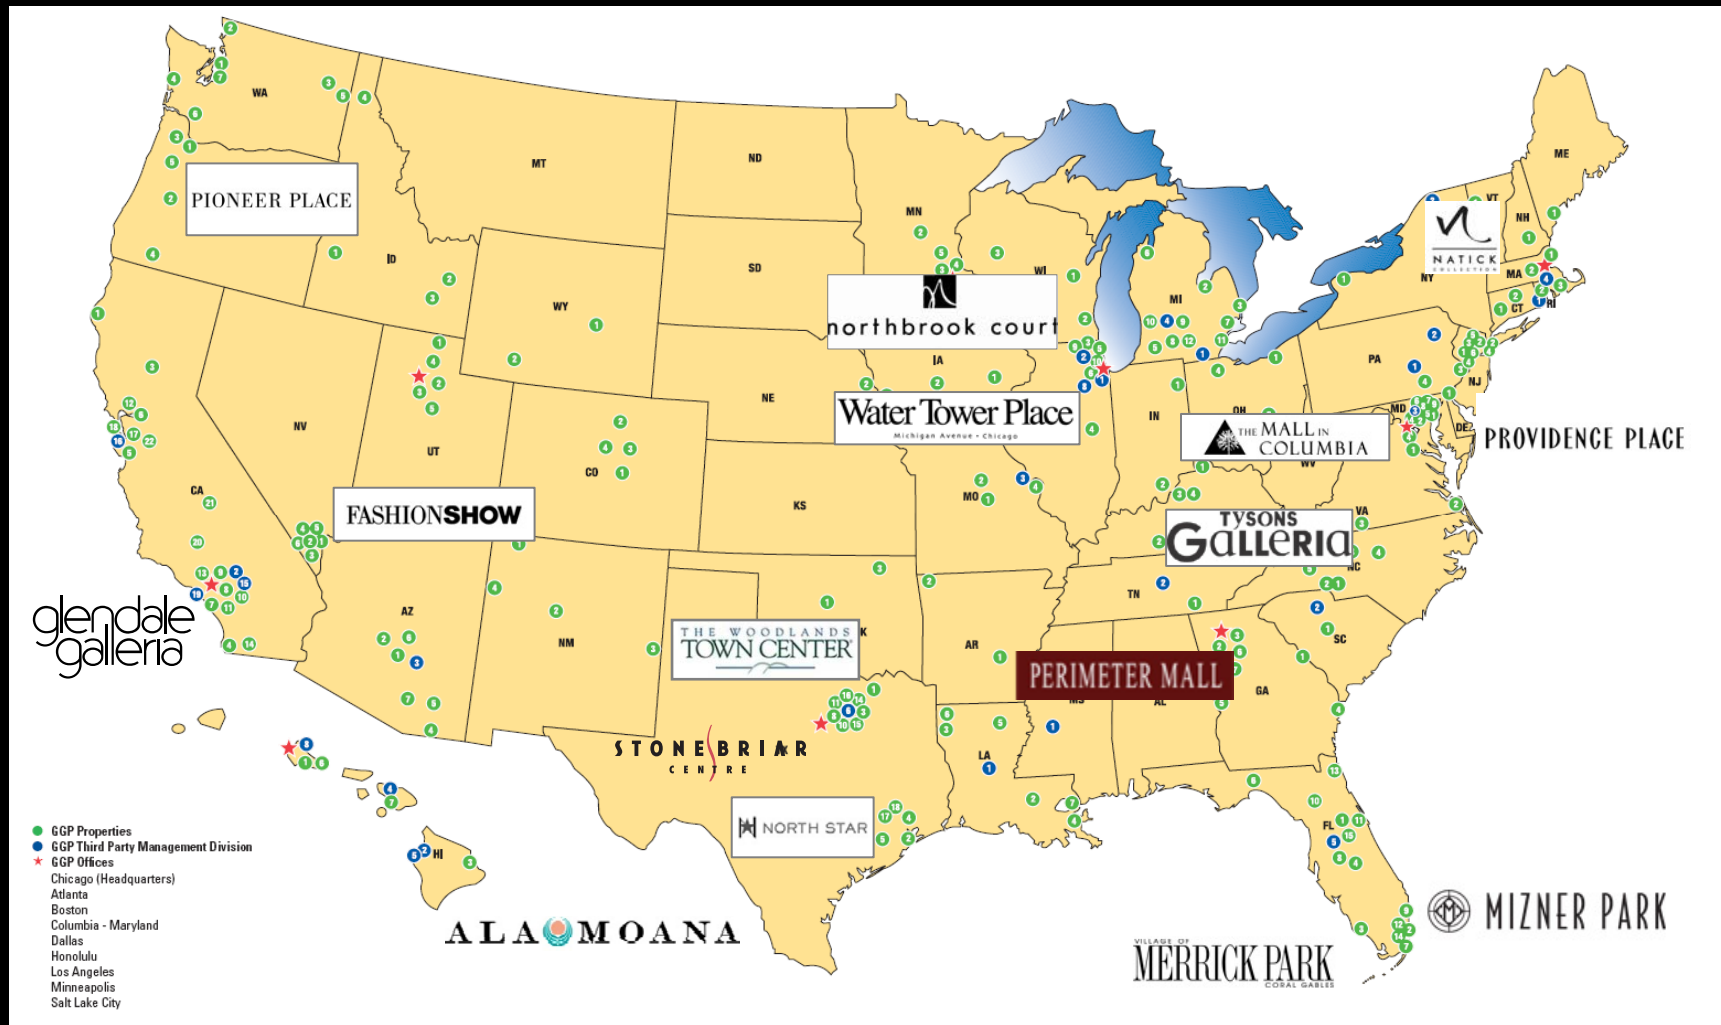 WA
MT
ND
ME
VT
NH
MN
PIONEER PLACE
NATICK
COLLECTION
ID
SD
WI
MI
NY
MA
CT
RI
WY
northbrook court
IA
PA
NJ
NE
Water Tower Place
Michigan Avenue • Chicago
IN
OH
THE MALL IN
COLUMBIA
MD
DE
PROVIDENCE PLACE
NV
UT
CO
KS
MO
WV
VA
CA
FASHIONSHOW
TYSONS
GALLERIA
NC
glendale
galleria
AZ
NM
THE WOODLANDS
TOWN CENTER
K
AR
TN
SC
PERIMETER MALL
MS
AL
GA
STONEBRIAR
CENTRE
LA
NORTH STAR
FL
HI
ALA MOANA
MIZNER PARK
VILLAGE OF
MERRICK PARK
CORAL GABLES
GGP Properties
GGP Third Party Management Division
GGP Offices
Chicago (Headquarters)
Atlanta
Boston
Columbia - Maryland
Dallas
Honolulu
Los Angeles
Minneapolis
Salt Lake City